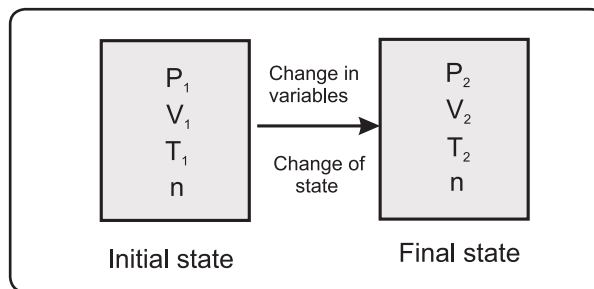 P₁
V₁
T₁
n
Initial state
Change in
variables
Change of
state
P₂
V₂
T₂
n
Final state